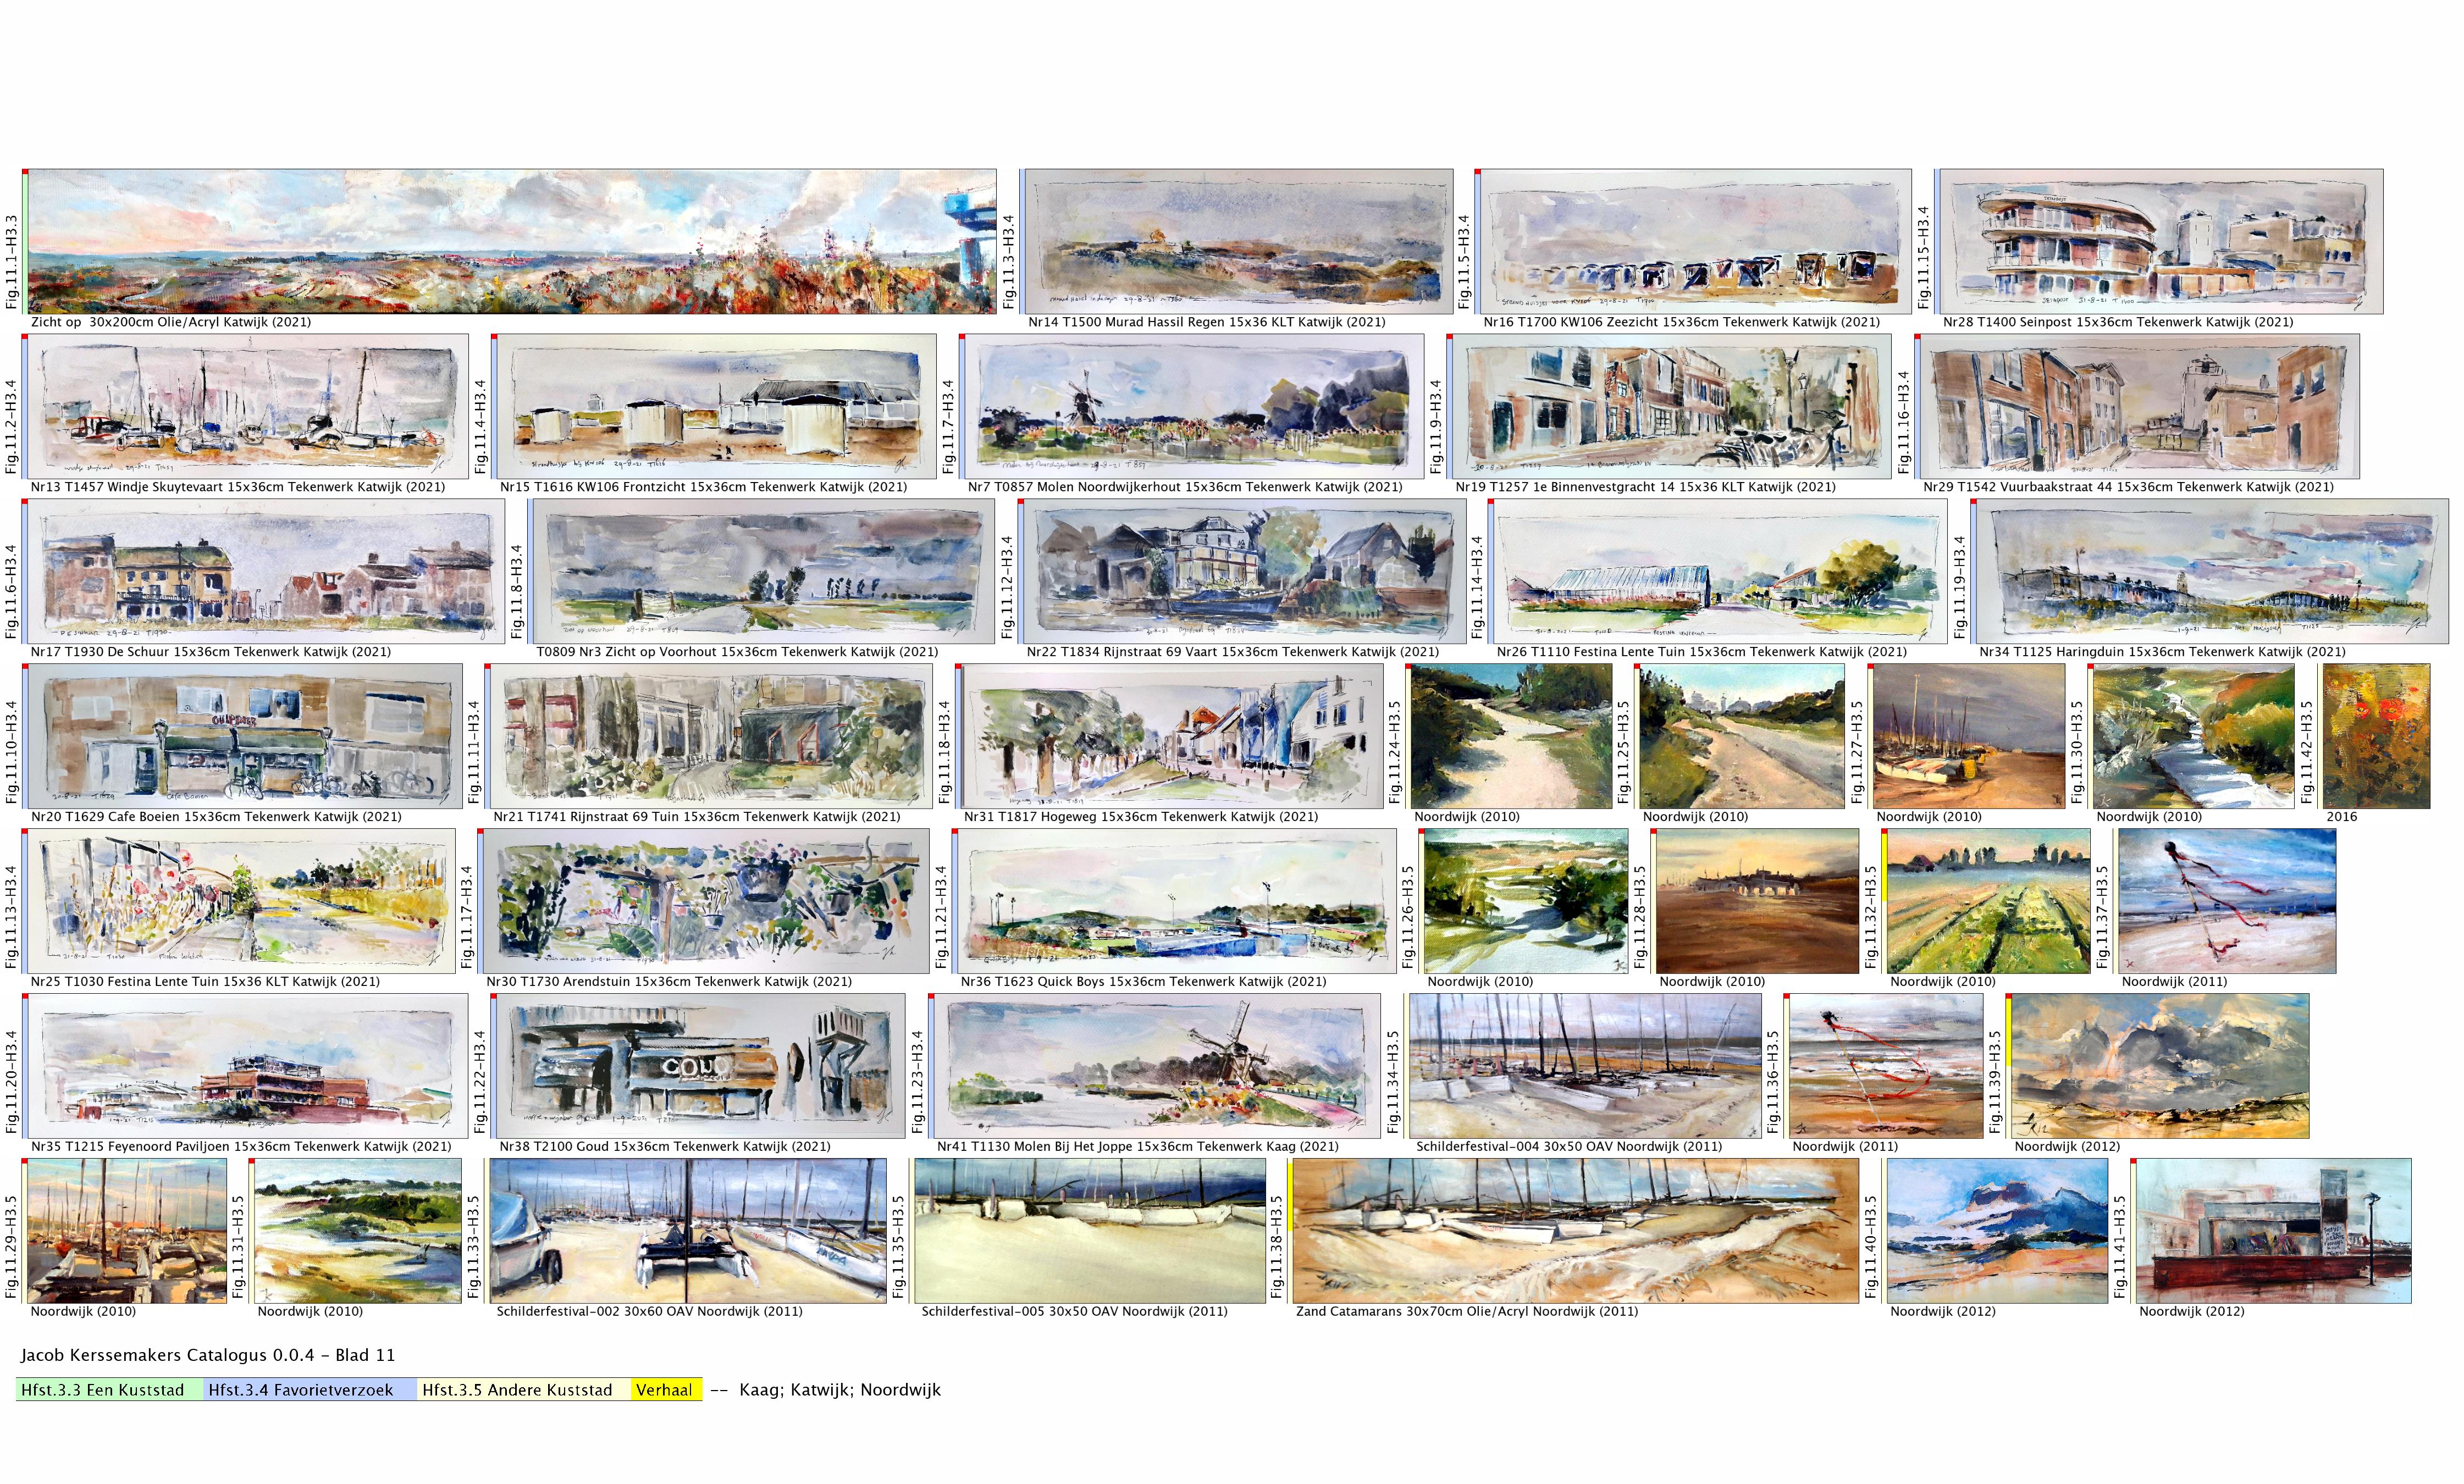 Fig.11.1-H3.3
Zicht op 30x200cm Olie/Acryl Katwijk (2021)
Fig.11.3-H3.4
Nr14 T1500 Murad Hassil Regen 15x36 KLT Katwijk (2021)
Fig.11.5-H3.4
Nr16 T1700 KW106 Zeezicht 15x36cm Tekenwerk Katwijk (2021)
Fig.11.15-H3.4
Nr28 T1400 Seinpost 15x36cm Tekenwerk Katwijk (2021)
Fig.11.2-H3.4
Nr13 T1457 Windje Skuytevaart 15x36cm Tekenwerk Katwijk (2021)
Fig.11.4-H3.4
Nr15 T1616 KW106 Frontzicht 15x36cm Tekenwerk Katwijk (2021)
Fig.11.7-H3.4
Nr7 T0857 Molen Noordwijkerhout 15x36cm Tekenwerk Katwijk (2021)
Fig.11.9-H3.4
Nr19 T1257 1e Binnenvestgracht 14 15x36 KLT Katwijk (2021)
Fig.11.16-H3.4
Nr29 T1542 Vuurbaakstraat 44 15x36cm Tekenwerk Katwijk (2021)
Fig.11.6-H3.4
Nr17 T1930 De Schuur 15x36cm Tekenwerk Katwijk (2021)
Fig.11.8-H3.4
T0809 Nr3 Zicht op Voorhout 15x36cm Tekenwerk Katwijk (2021)
Fig.11.12-H3.4
Nr22 T1834 Rijnstraat 69 Vaart 15x36cm Tekenwerk Katwijk (2021)
Fig.11.14-H3.4
Nr26 T1110 Festina Lente Tuin 15x36cm Tekenwerk Katwijk (2021)
Fig.11.19-H3.4
Nr34 T1125 Haringduin 15x36cm Tekenwerk Katwijk (2021)
Fig.11.10-H3.4
Nr20 T1629 Cafe Boeien 15x36cm Tekenwerk Katwijk (2021)
Fig.11.11-H3.4
Nr21 T1741 Rijnstraat 69 Tuin 15x36cm Tekenwerk Katwijk (2021)
Fig.11.18-H3.4
Nr31 T1817 Hogeweg 15x36cm Tekenwerk Katwijk (2021)
Fig.11.24-H3.5
Noordwijk (2010)
Fig.11.25-H3.5
Noordwijk (2010)
Fig.11.27-H3.5
Noordwijk (2010)
Fig.11.30-H3.5
Noordwijk (2010)
Fig.11.42-H3.5
2016
Fig.11.13-H3.4
Nr25 T1030 Festina Lente Tuin 15x36 KLT Katwijk (2021)
Fig.11.17-H3.4
Nr30 T1730 Arendstuin 15x36cm Tekenwerk Katwijk (2021)
Fig.11.21-H3.4
Nr36 T1623 Quick Boys 15x36cm Tekenwerk Katwijk (2021)
Fig.11.26-H3.5
Noordwijk (2010)
Fig.11.28-H3.5
Noordwijk (2010)
Fig.11.32-H3.5
Noordwijk (2010)
Fig.11.37-H3.5
Noordwijk (2011)
Fig.11.20-H3.4
Nr35 T1215 Feyenoord Paviljoen 15x36cm Tekenwerk Katwijk (2021)
Fig.11.22-H3.4
Nr38 T2100 Goud 15x36cm Tekenwerk Katwijk (2021)
Fig.11.23-H3.4
Nr41 T1130 Molen Bij Het Joppe 15x36cm Tekenwerk Kaag (2021)
Fig.11.34-H3.5
Schilderfestival-004 30x50 OAV Noordwijk (2011)
Fig.11.36-H3.5
Noordwijk (2011)
Fig.11.39-H3.5
Noordwijk (2012)
Fig.11.29-H3.5
Noordwijk (2010)
Fig.11.31-H3.5
Noordwijk (2010)
Fig.11.33-H3.5
Schilderfestival-002 30x60 OAV Noordwijk (2011)
Fig.11.35-H3.5
Schilderfestival-005 30x50 OAV Noordwijk (2011)
Fig.11.38-H3.5
Zand Catamarans 30x70cm Olie/Acryl Noordwijk (2011)
Fig.11.40-H3.5
Noordwijk (2012)
Fig.11.41-H3.5
Noordwijk (2012)
Jacob Kerssemakers Catalogus 0.0.4 - Blad 11
Hfst.3.3 Een Kuststad Hfst.3.4 Favorietverzoek Hfst.3.5 Andere Kuststad Verhaal -- Kaag; Katwijk; Noordwijk